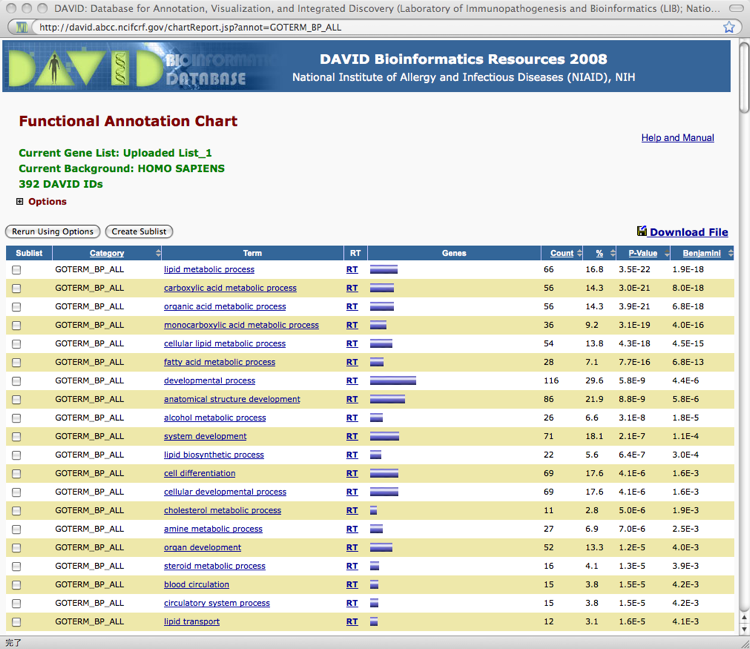 DAVID: Database for Annotation, Visualization, and Integrated Discovery (Laboratory of Immunopathogenesis and Bioinformatics (LIB); Natio...
http://david.abcc.ncifcrf.gov/chartReport.jsp?annot=GOTERM_BP_ALL
DAVID BIOINFORMATICS DATABASE
DAVID Bioinformatics Resources 2008
National Institute of Allergy and Infectious Diseases (NIAID), NIH
Functional Annotation Chart
Help and Manual
Current Gene List: Uploaded List_1
Current Background: HOMO SAPIENS
392 DAVID IDs
Options
Rerun Using Options Create Sublist Download File
Sublist Category Term RT Genes Count % P-Value Benjamini
GOTERM_BP_ALL lipid metabolic process RT 66 16.8 3.5E-22 1.9E-18
GOTERM_BP_ALL carboxylic acid metabolic process RT 56 14.3 3.0E-21 8.0E-18
GOTERM_BP_ALL organic acid metabolic process RT 56 14.3 3.9E-21 6.8E-18
GOTERM_BP_ALL monocarboxylic acid metabolic process RT 36 9.2 3.1E-19 4.0E-16
GOTERM_BP_ALL cellular lipid metabolic process RT 54 13.8 4.3E-18 4.5E-15
GOTERM_BP_ALL fatty acid metabolic process RT 28 7.1 7.7E-16 6.8E-13
GOTERM_BP_ALL developmental process RT 116 29.6 5.8E-9 4.4E-6
GOTERM_BP_ALL anatomical structure development RT 86 21.9 8.8E-9 5.8E-6
GOTERM_BP_ALL alcohol metabolic process RT 26 6.6 3.1E-8 1.8E-5
GOTERM_BP_ALL system development RT 71 18.1 2.1E-7 1.1E-4
GOTERM_BP_ALL lipid biosynthetic process RT 22 5.6 6.4E-7 3.0E-4
GOTERM_BP_ALL cell differentiation RT 69 17.6 4.1E-6 1.6E-3
GOTERM_BP_ALL cellular developmental process RT 69 17.6 4.1E-6 1.6E-3
GOTERM_BP_ALL cholesterol metabolic process RT 11 2.8 5.0E-6 1.9E-3
GOTERM_BP_ALL amine metabolic process RT 27 6.9 7.0E-6 2.5E-3
GOTERM_BP_ALL organ development RT 52 13.3 1.2E-5 4.0E-3
GOTERM_BP_ALL steroid metabolic process RT 16 4.1 1.3E-5 3.9E-3
GOTERM_BP_ALL blood circulation RT 15 3.8 1.5E-5 4.2E-3
GOTERM_BP_ALL circulatory system process RT 15 3.8 1.5E-5 4.2E-3
GOTERM_BP_ALL lipid transport RT 12 3.1 1.6E-5 4.1E-3
完了